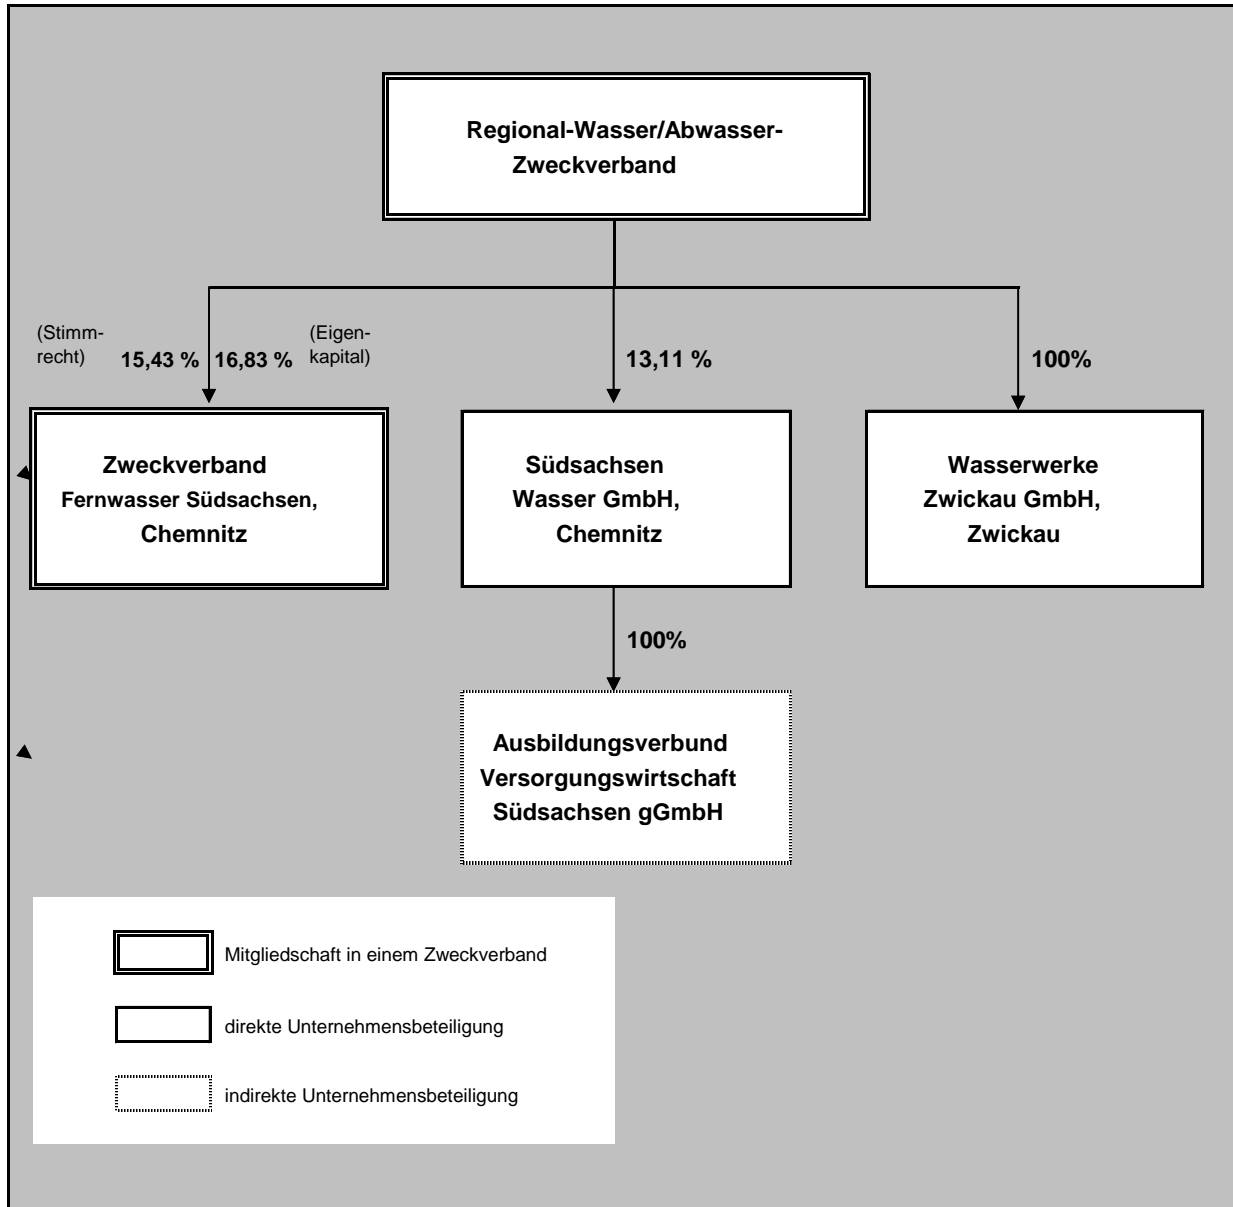 Regional-Wasser/Abwasser-
Zweckverband
(Stimm-
recht)
15,43 %
16,83 %
(Eigen-
kapital)
13,11 %
100%
Zweckverband
Fernwasser Südsachsen,
Chemnitz
Südsachsen
Wasser GmbH,
Chemnitz
Wasserwerke
Zwickau GmbH,
Zwickau
100%
Ausbildungsverbund
Versorgungswirtschaft
Südsachsen gGmbH
Mitgliedschaft in einem Zweckverband
direkte Unternehmensbeteiligung
indirekte Unternehmensbeteiligung